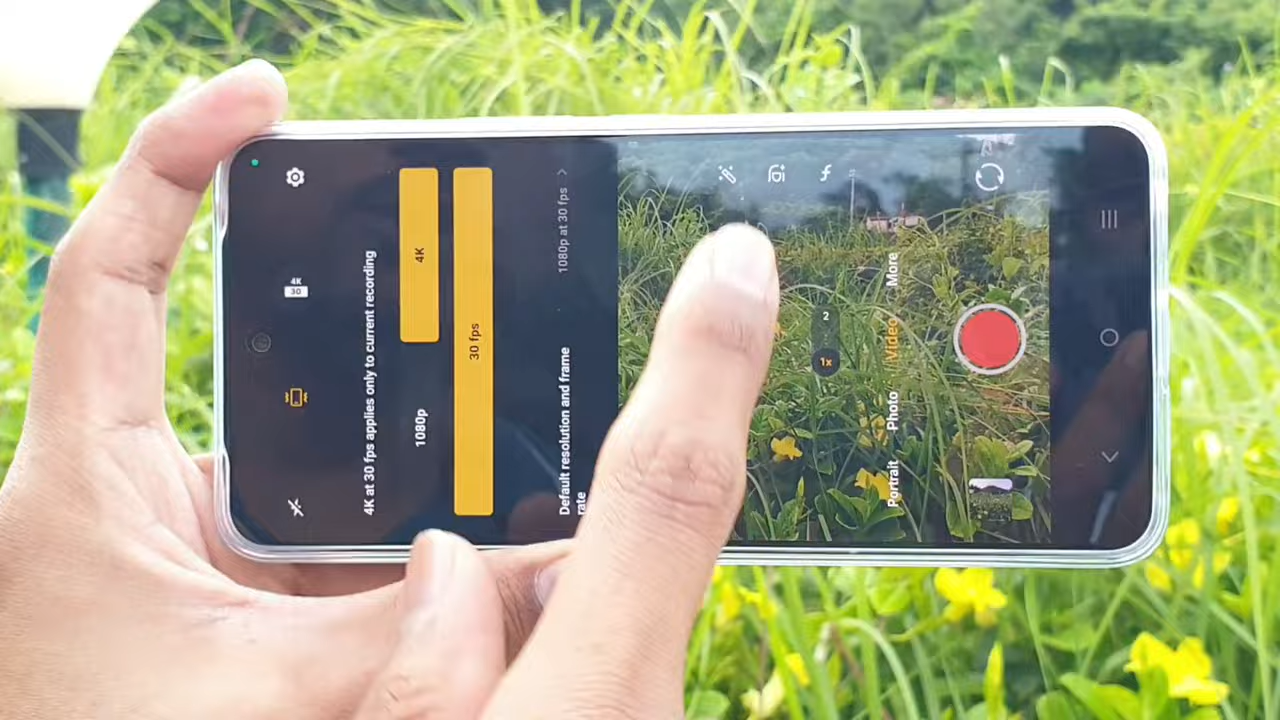 4K
30
4K at 30 fps applies only to current recording
1080p
4K
30 fps
Default resolution and frame
rate
1080p at 30 fps
1x
2
Portrait
Photo
Video
More